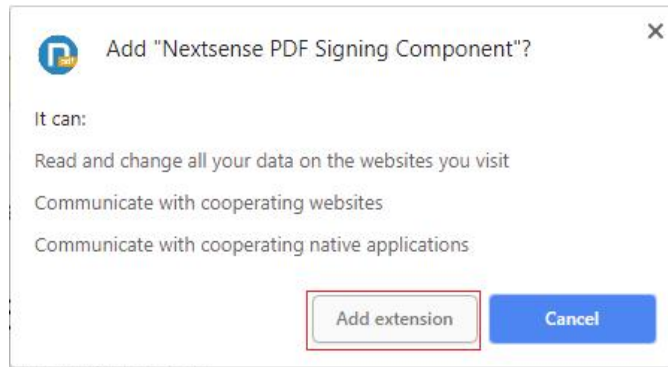 Add "Nextsense PDF Signing Component"?
It can:
Read and change all your data on the websites you visit
Communicate with cooperating websites
Communicate with cooperating native applications
Add extension
Cancel